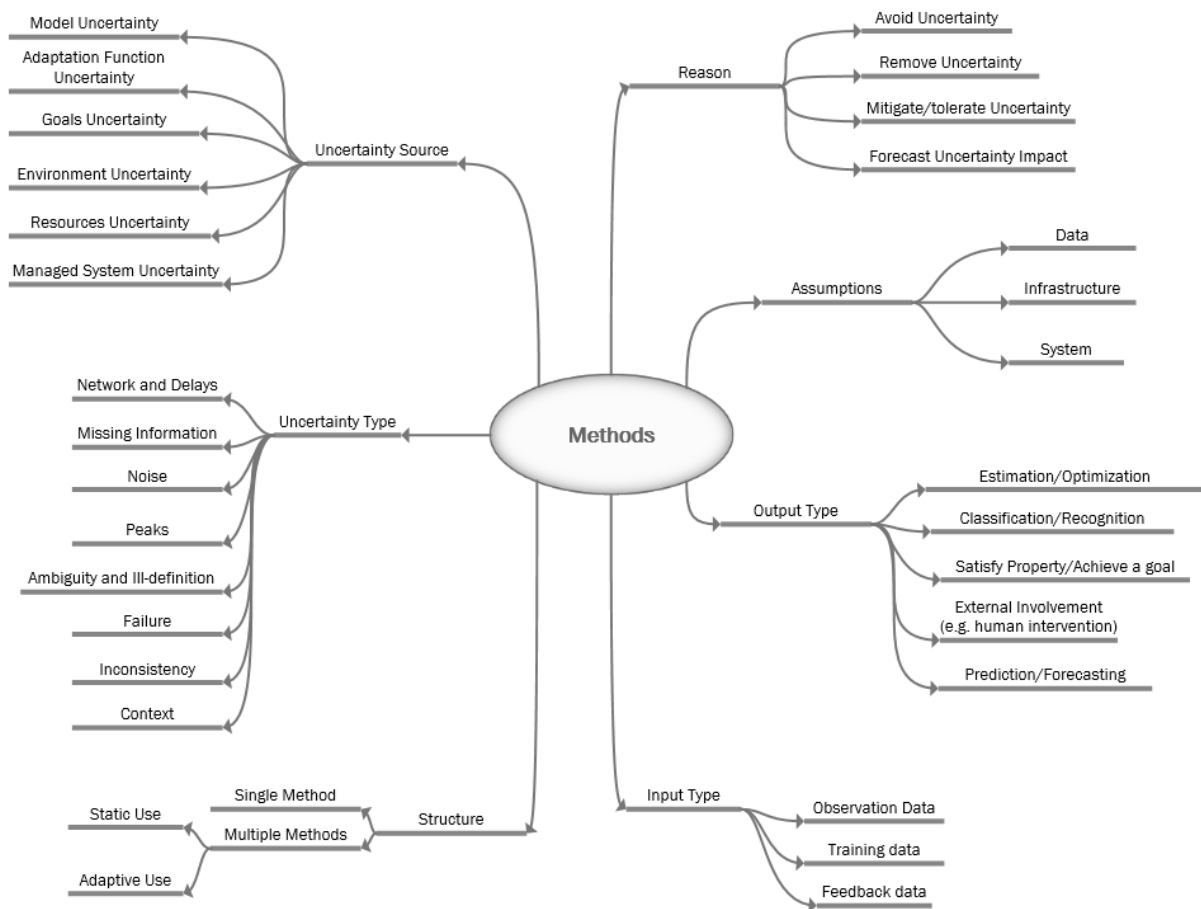 Model Uncertainty
Adaptation Function
Uncertainty
Goals Uncertainty
Environment Uncertainty
Resources Uncertainty
Managed System Uncertainty
Uncertainty Source
Reason
Avoid Uncertainty
Remove Uncertainty
Mitigate/tolerate Uncertainty
Forecast Uncertainty Impact
Assumptions
Data
Infrastructure
System
Methods
Uncertainty Type
Network and Delays
Missing Information
Noise
Peaks
Ambiguity and Ill-definition
Failure
Inconsistency
Context
Output Type
Estimation/Optimization
Classification/Recognition
Satisfy Property/Achieve a goal
External Involvement
(e.g. human intervention)
Prediction/Forecasting
Structure
Single Method
Multiple Methods
Static Use
Adaptive Use
Input Type
Observation Data
Training data
Feedback data